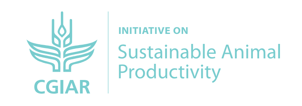 INITIATIVE ON
Sustainable Animal
Productivity
CGIAR